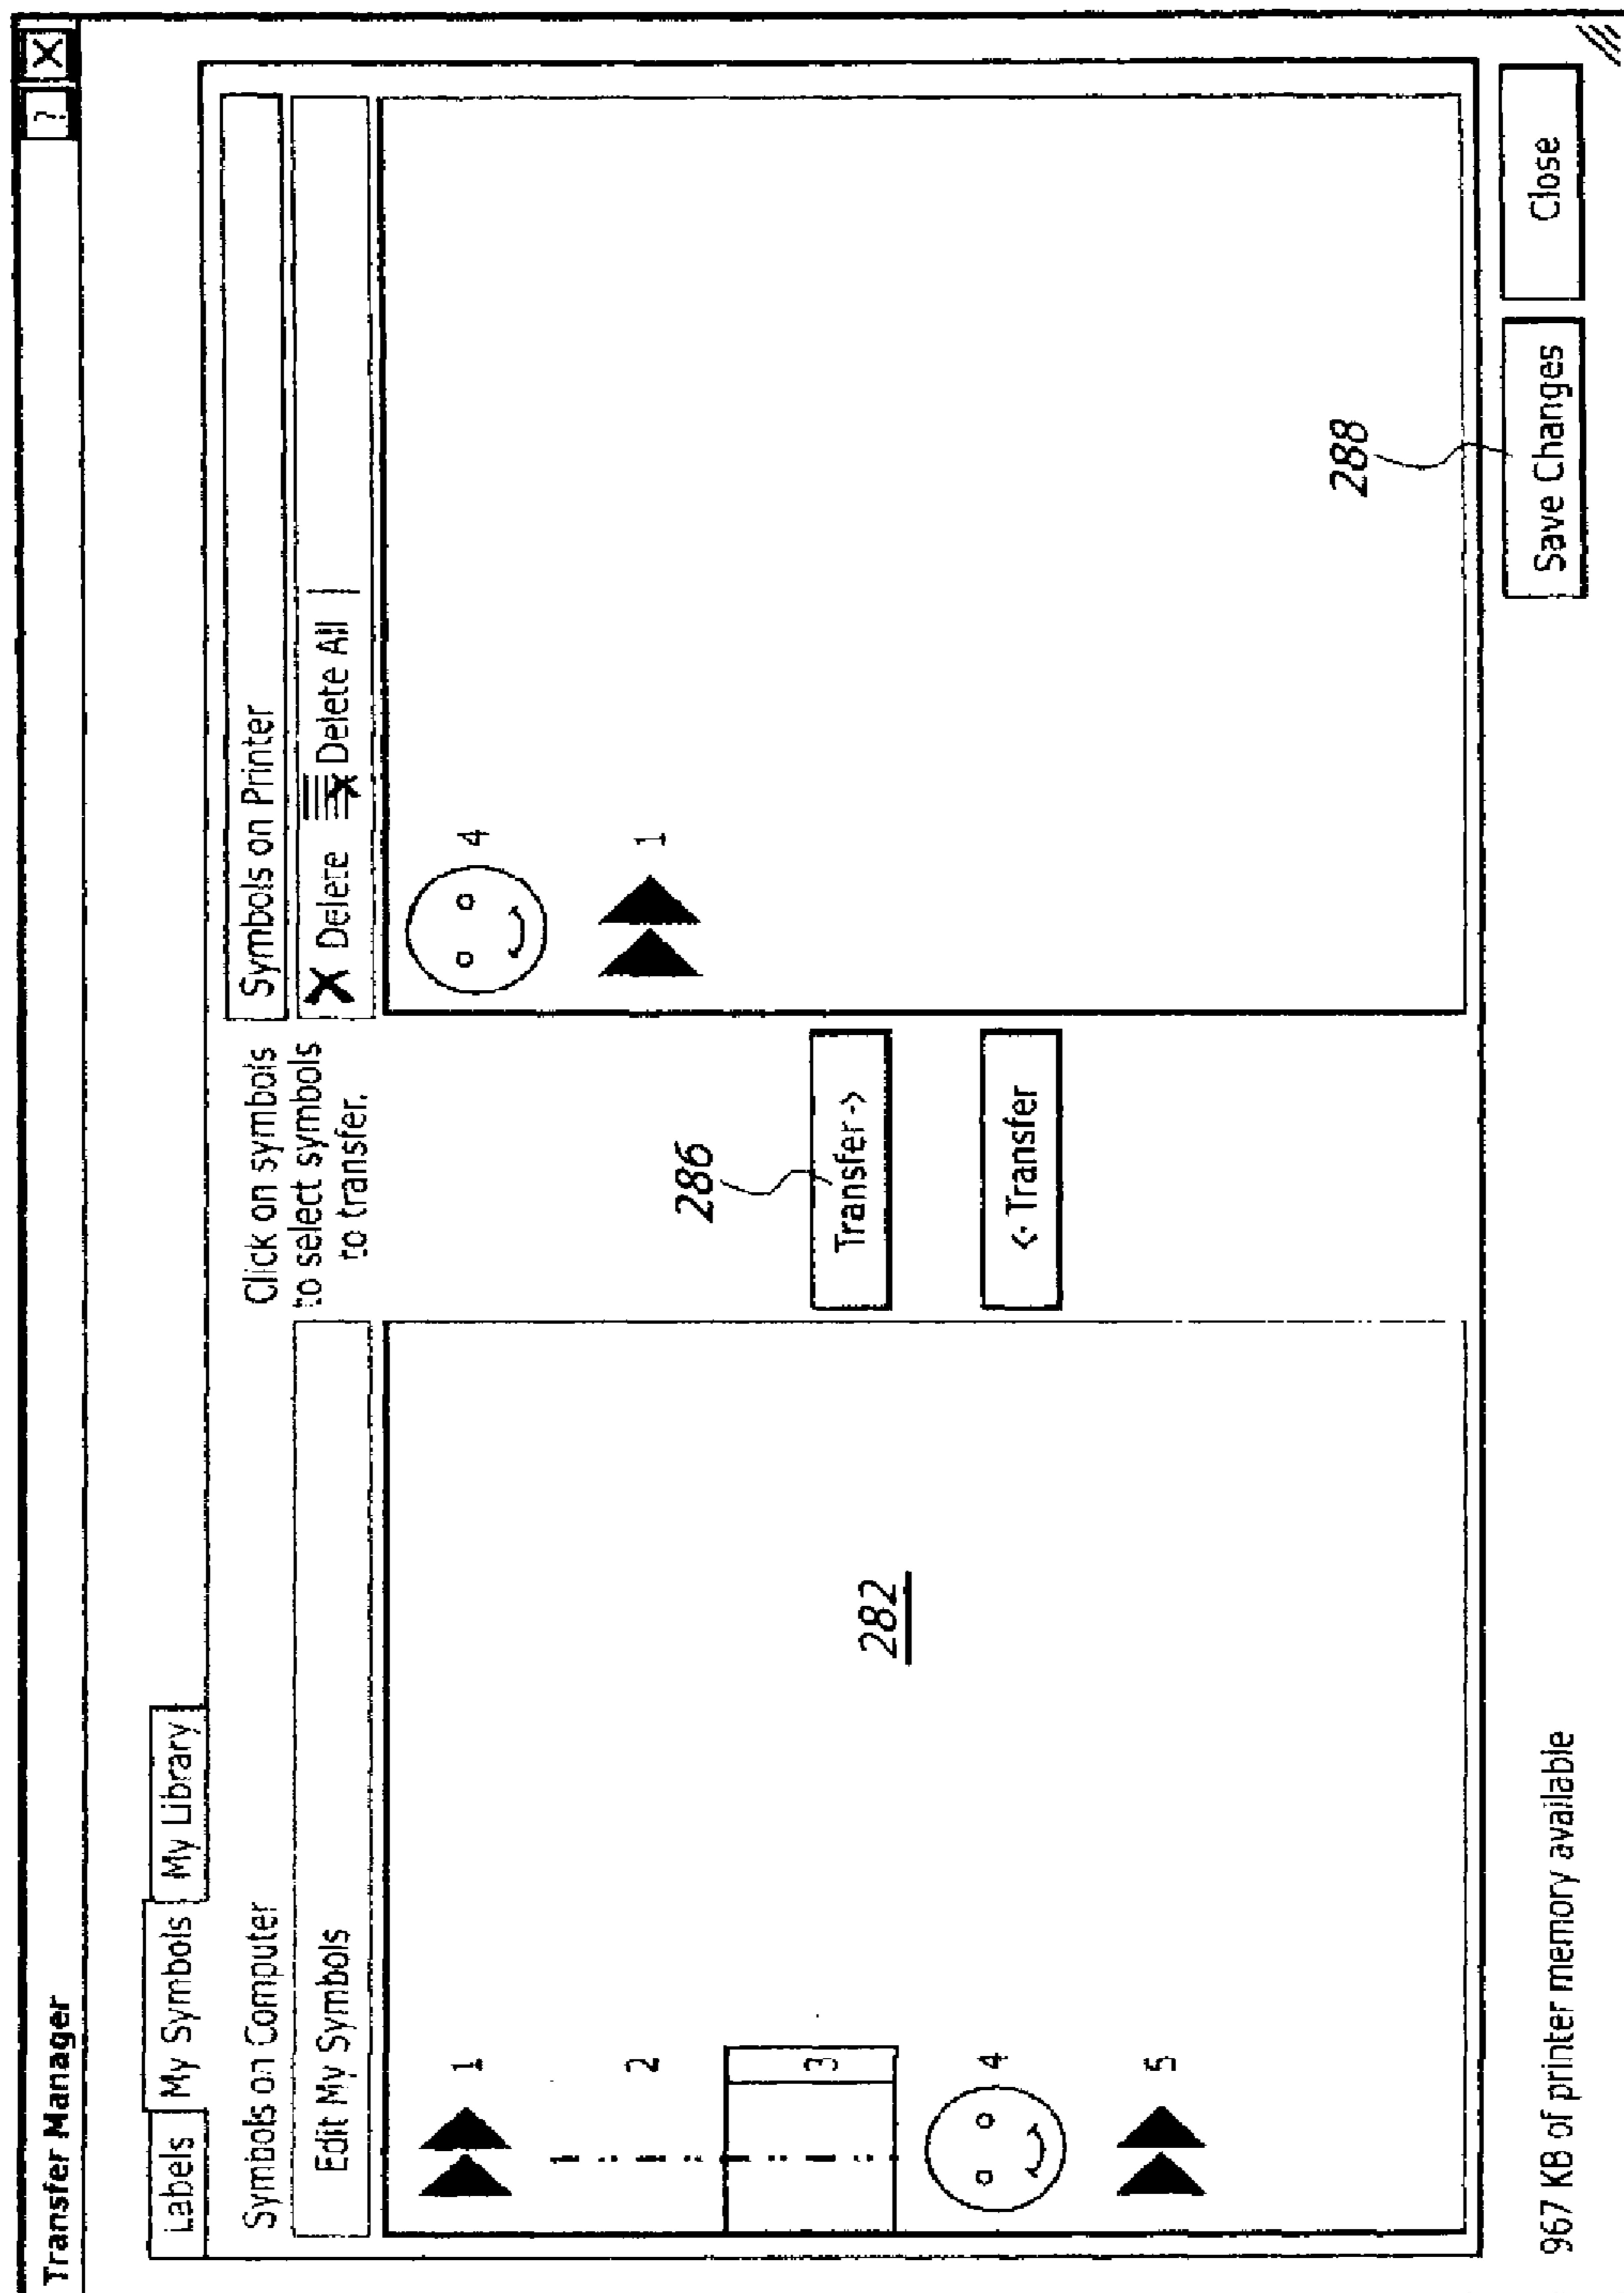 Transfer Manager
? X
Labels My Symbols My Library
Symbols on Computer
Edit My Symbols
1
2
3
4
5
282
Click on symbols
to select symbols
to transfer.
286
Transfer->
<-Transfer
Symbols on Printer
X Delete X Delete All
4
1
288
967 KB of printer memory available
Save Changes
Close